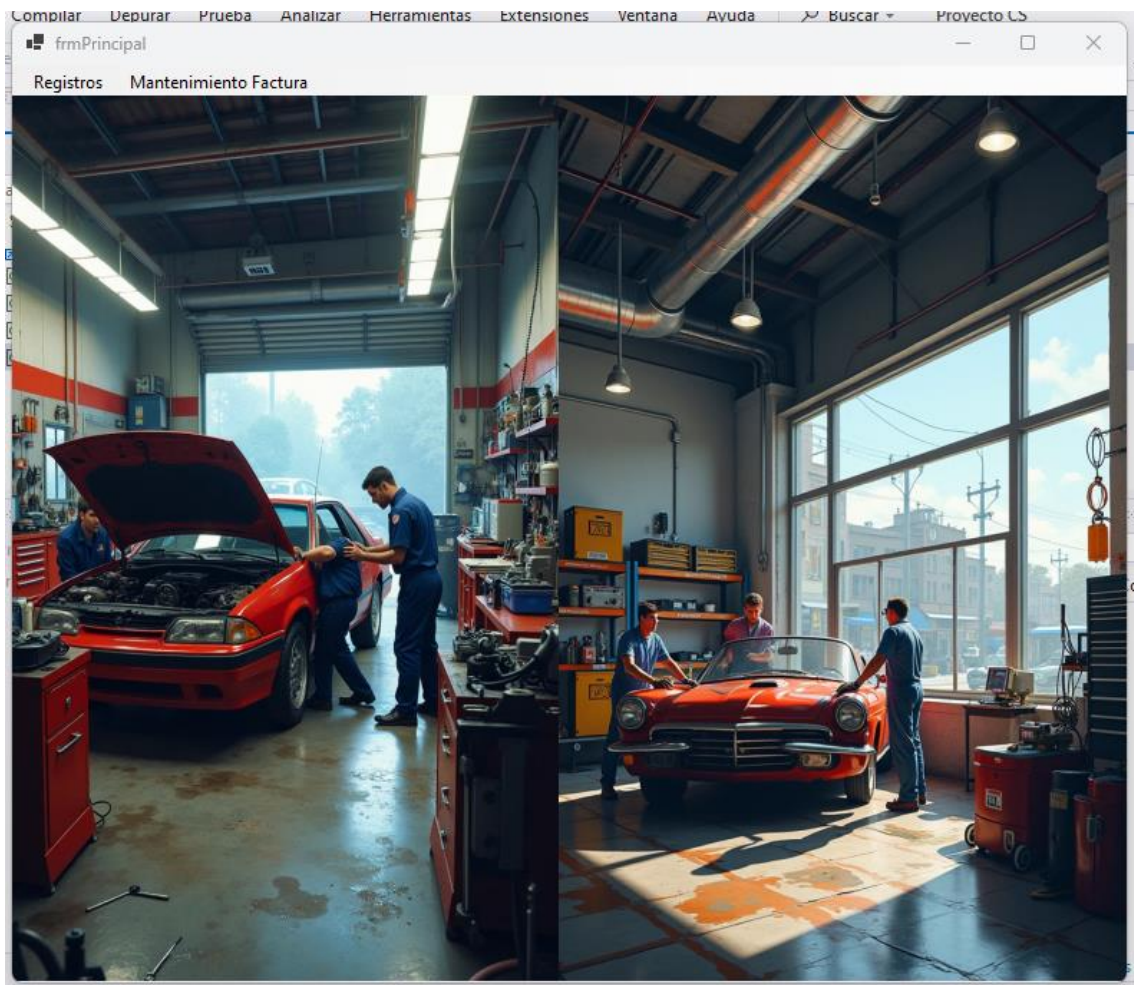 Compilar Depurar Prueba Analizar Herramientas Extensiones Ventana Ayuda Buscar Proyecto CS
frmPrincipal
Registros Mantenimiento Factura